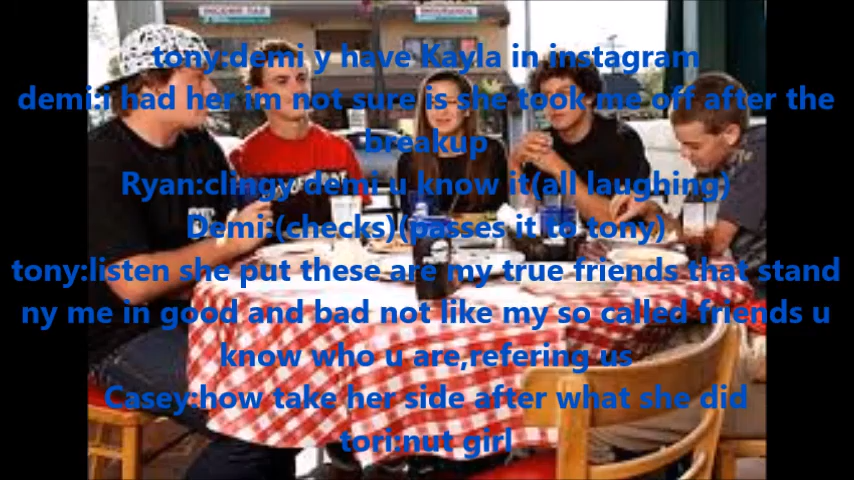 INCOME TAX
INSURANCE
tony:demi y have Kayla in instagram
demi:i had her im not sure is she took me off after the
breakup
Ryan:clingy demi u know it(all laughing)
Demi:(checks)(passes it to tony)
tony:listen she put these are my true friends that stand
ny me in good and bad not like my so called friends u
know who u are,refering us
Casey:how take her side after what she did
tori:nut girl